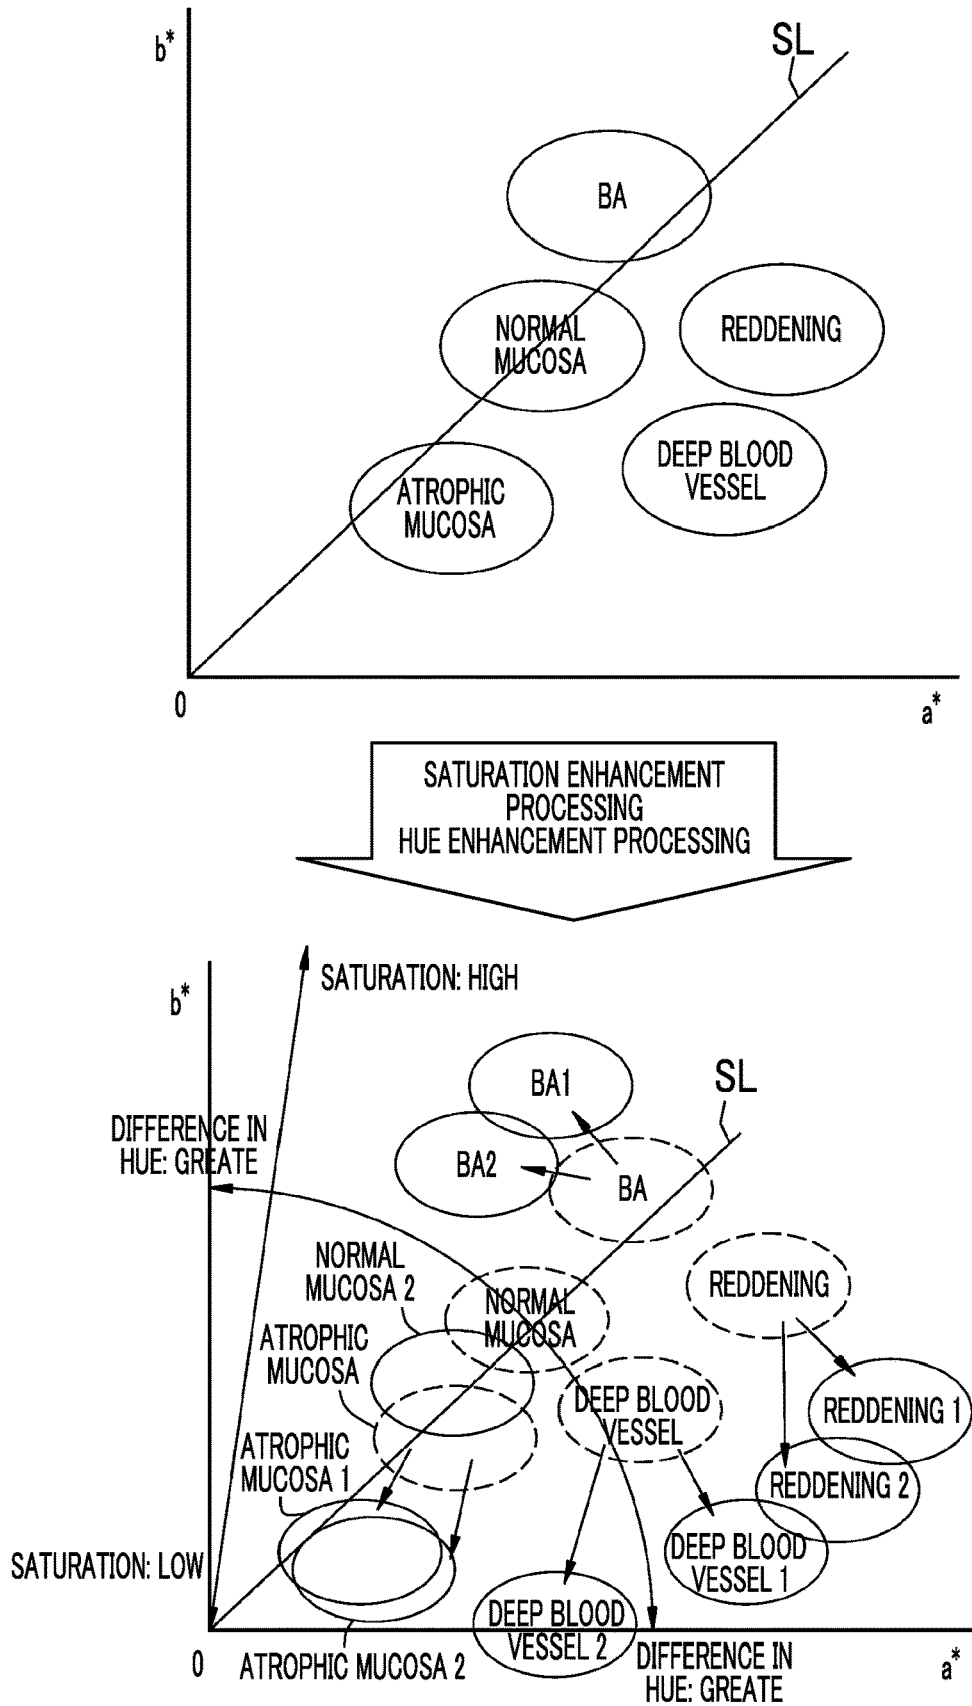 b*
SL
BA
NORMAL
MUCOSA
REDDENING
DEEP BLOOD
VESSEL
ATROPHIC
MUCOSA
0
a*
SATURATION ENHANCEMENT
PROCESSING
HUE ENHANCEMENT PROCESSING
SATURATION: HIGH
b*
BA1
SL
DIFFERENCE IN
HUE: GREATE
BA2
BA
NORMAL
MUCOSA 2
NORMAL
MUCOSA
REDDENING
ATROPHIC
MUCOSA
DEEP BLOOD
VESSEL
REDDENING 1
ATROPHIC
MUCOSA 1
REDDENING 2
SATURATION: LOW
DEEP BLOOD
VESSEL 1
DEEP BLOOD
VESSEL 2
0
ATROPHIC MUCOSA 2
DIFFERENCE IN
HUE: GREATE
a*